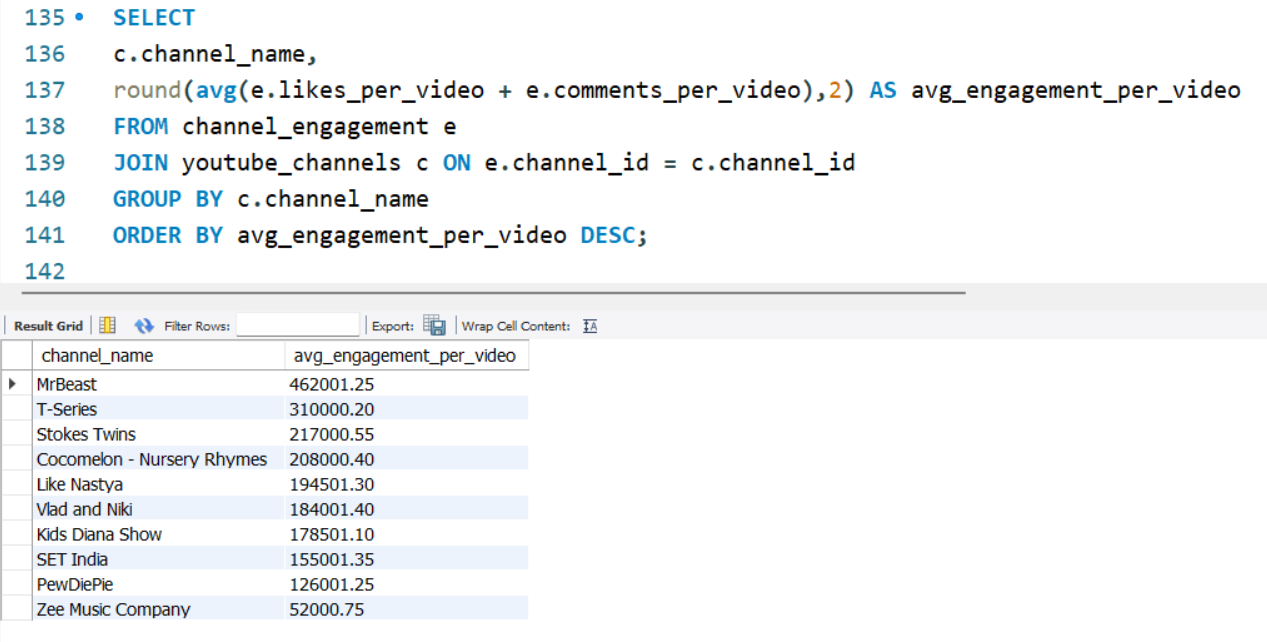 135 SELECT
136 c.channel_name,
137 round(avg(e.likes_per_video + e.comments_per_video),2) AS avg_engagement_per_video
138 FROM channel_engagement e
139 JOIN youtube_channels c ON e.channel_id = c.channel_id
140 GROUP BY c.channel_name
141 ORDER BY avg_engagement_per_video DESC;
142
Result Grid Filter Rows: Export: Wrap Cell Content: IA
channel_name avg_engagement_per_video
MrBeast 462001.25
T-Series 310000.20
Stokes Twins 217000.55
Cocomelon - Nursery Rhymes 208000.40
Like Nastya 194501.30
Vlad and Niki 184001.40
Kids Diana Show 178501.10
SET India 155001.35
PewDiePie 126001.25
Zee Music Company 52000.75